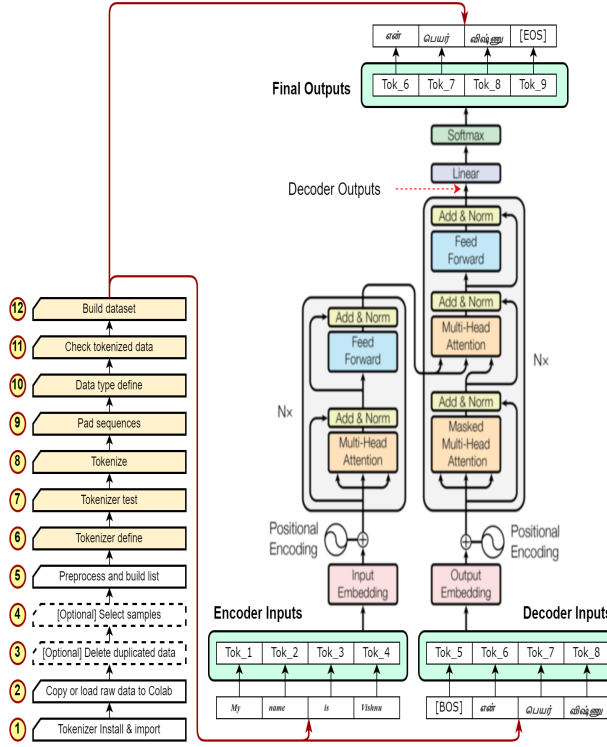 என் பெயர் விஷ்ணு [EOS]
Final Outputs
Tok_6 Tok_7 Tok_8 Tok_9
Softmax
Linear
Decoder Outputs
Add & Norm
Feed
Forward
Add & Norm
Multi-Head
Attention
Nx
Add & Norm
Masked
Multi-Head
Attention
Add & Norm
Feed
Forward
Nx
Add & Norm
Multi-Head
Attention
Positional
Encoding
Positional
Encoding
Input
Embedding
Output
Embedding
Encoder Inputs
Decoder Inputs
Tok_1 Tok_2 Tok_3 Tok_4
Tok_5 Tok_6 Tok_7 Tok_8
My name is Vishnu
[BOS] என் பெயர் விஷ்ணு
12 Build dataset
11 Check tokenized data
10 Data type define
9 Pad sequences
8 Tokenize
7 Tokenizer test
6 Tokenizer define
5 Preprocess and build list
4 [Optional] Select samples
3 [Optional] Delete duplicated data
2 Copy or load raw data to Colab
1 Tokenizer Install & import